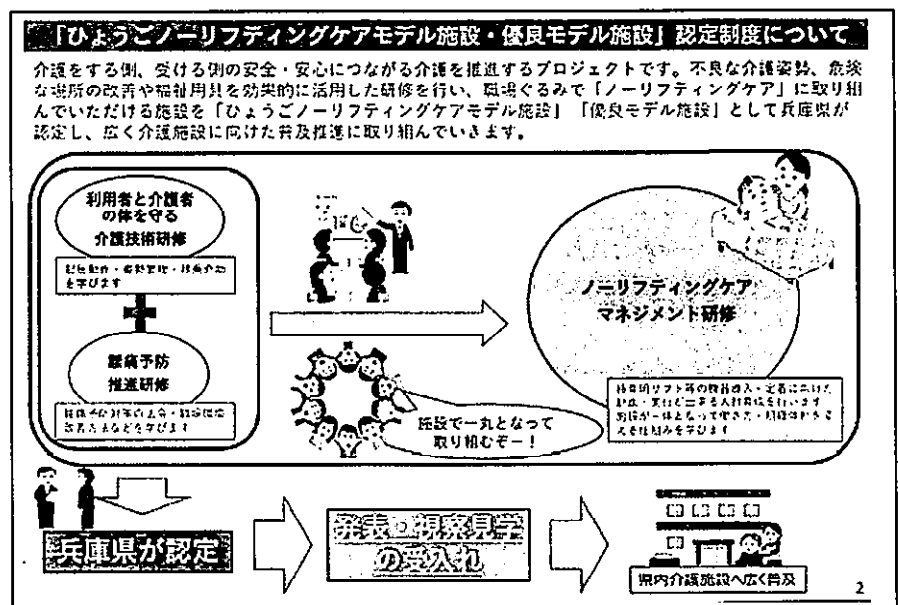 「ひょうごノーリフティングケアモデル施設・優良モデル施設」認定制度について
介護をする側、受ける側の安全・安心につながる介護を推進するプロジェクトです。不良な介護姿勢、危険
な場所の改善や福祉用具を効果的に活用した研修を行い、職場ぐるみで「ノーリフティングケア」に取り組
んでいただける施設を「ひょうごノーリフティングケアモデル施設」「優良モデル施設」として兵庫県が
認定し、広く介護施設に向けた普及推進に取り組んでいきます。
利用者と介護者
の体を守る
介護技術研修
を学びます
腰痛予防
推進研修
などを学びます
ノーリフティングケア
マネジメント研修
施設で一丸となって
取り組むぞー！
兵庫県が認定
発表・視察見学
の受入れ
県内介護施設へ広く普及
2